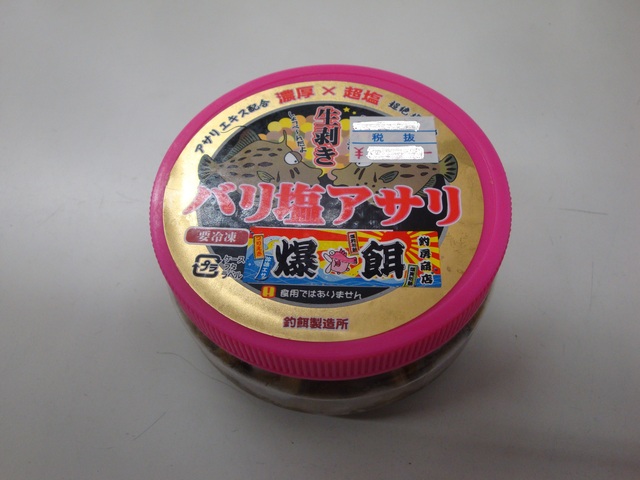 アサリエキス配合
濃厚×超塩
生剥き
税抜
バリ塩アサリ
要冷凍
爆餌
釣房商店
プラ
食用ではありません
釣餌製造所